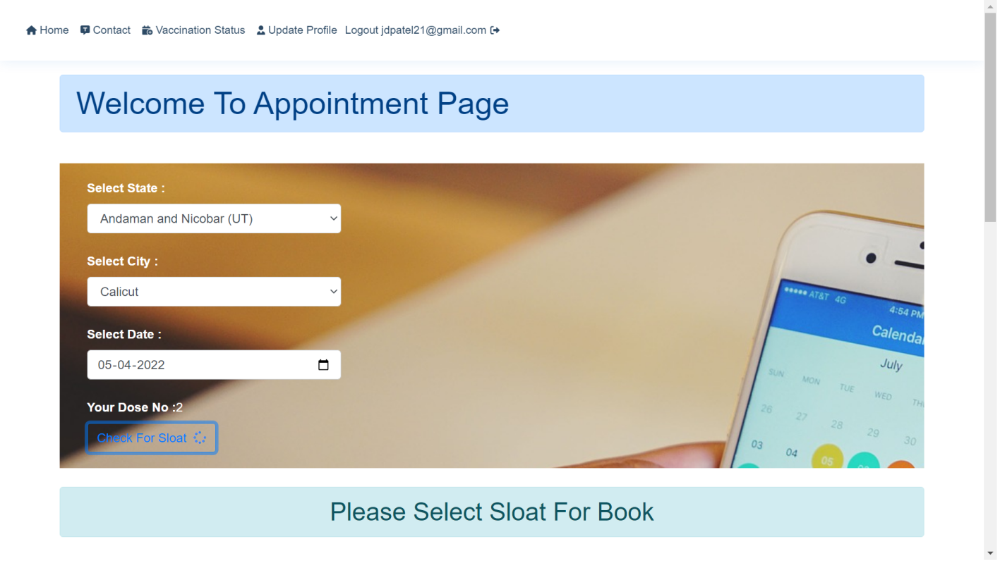 Home Contact Vaccination Status Update Profile Logout jdpatel21@gmail.com
Welcome To Appointment Page
Select State :
Andaman and Nicobar (UT)
Select City :
Calicut
Select Date :
05-04-2022
Your Dose No :2
Check For Sloat
AT&T 4G
4:54 PM
Calendar
July
SUN MON TUE WED TH
26 27 28 29 30
03 04 05
Please Select Sloat For Book